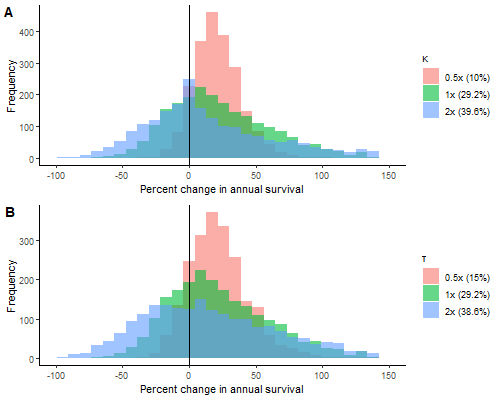 A
400
300
200
100
0
Frequency
-100 -50 0 50 100 150
Percent change in annual survival
K
0.5x (10%)
1x (29.2%)
2x (39.6%)
B
300
200
100
0
Frequency
-100 -50 0 50 100 150
Percent change in annual survival
T
0.5x (15%)
1x (29.2%)
2x (38.6%)